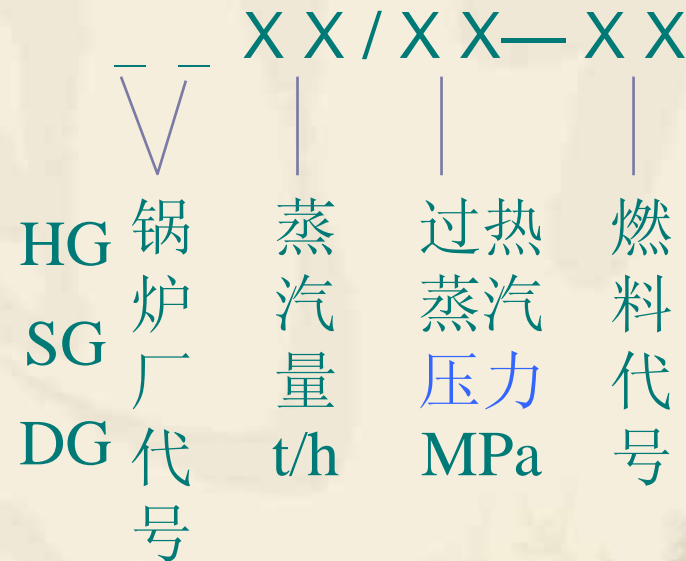 _ _ XX/XX—XX
HG
SG
DG
锅炉厂代号
蒸汽量
t/h
过热
蒸汽
压力
MPa
燃料代号